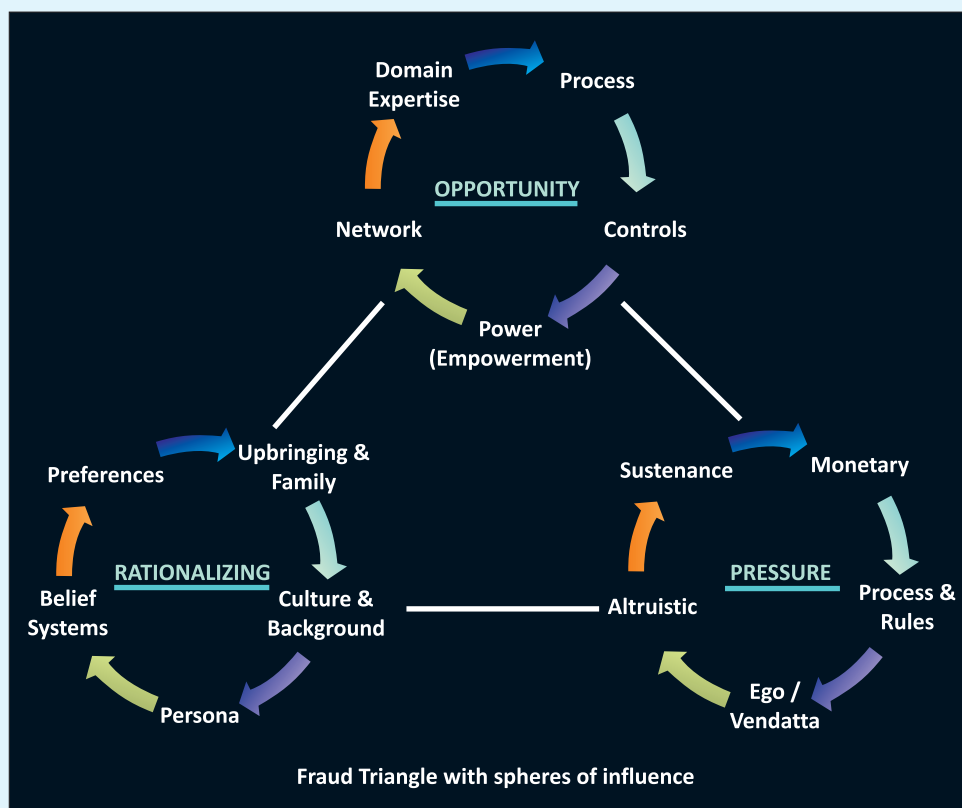 Domain
Expertise
Process
OPPORTUNITY
Network
Controls
Power
(Empowerment)
Preferences
Upbringing &
Family
RATIONALIZING
Belief
Systems
Culture &
Background
Persona
Sustenance
Monetary
PRESSURE
Altruistic
Process &
Rules
Ego /
Vendatta
Fraud Triangle with spheres of influence